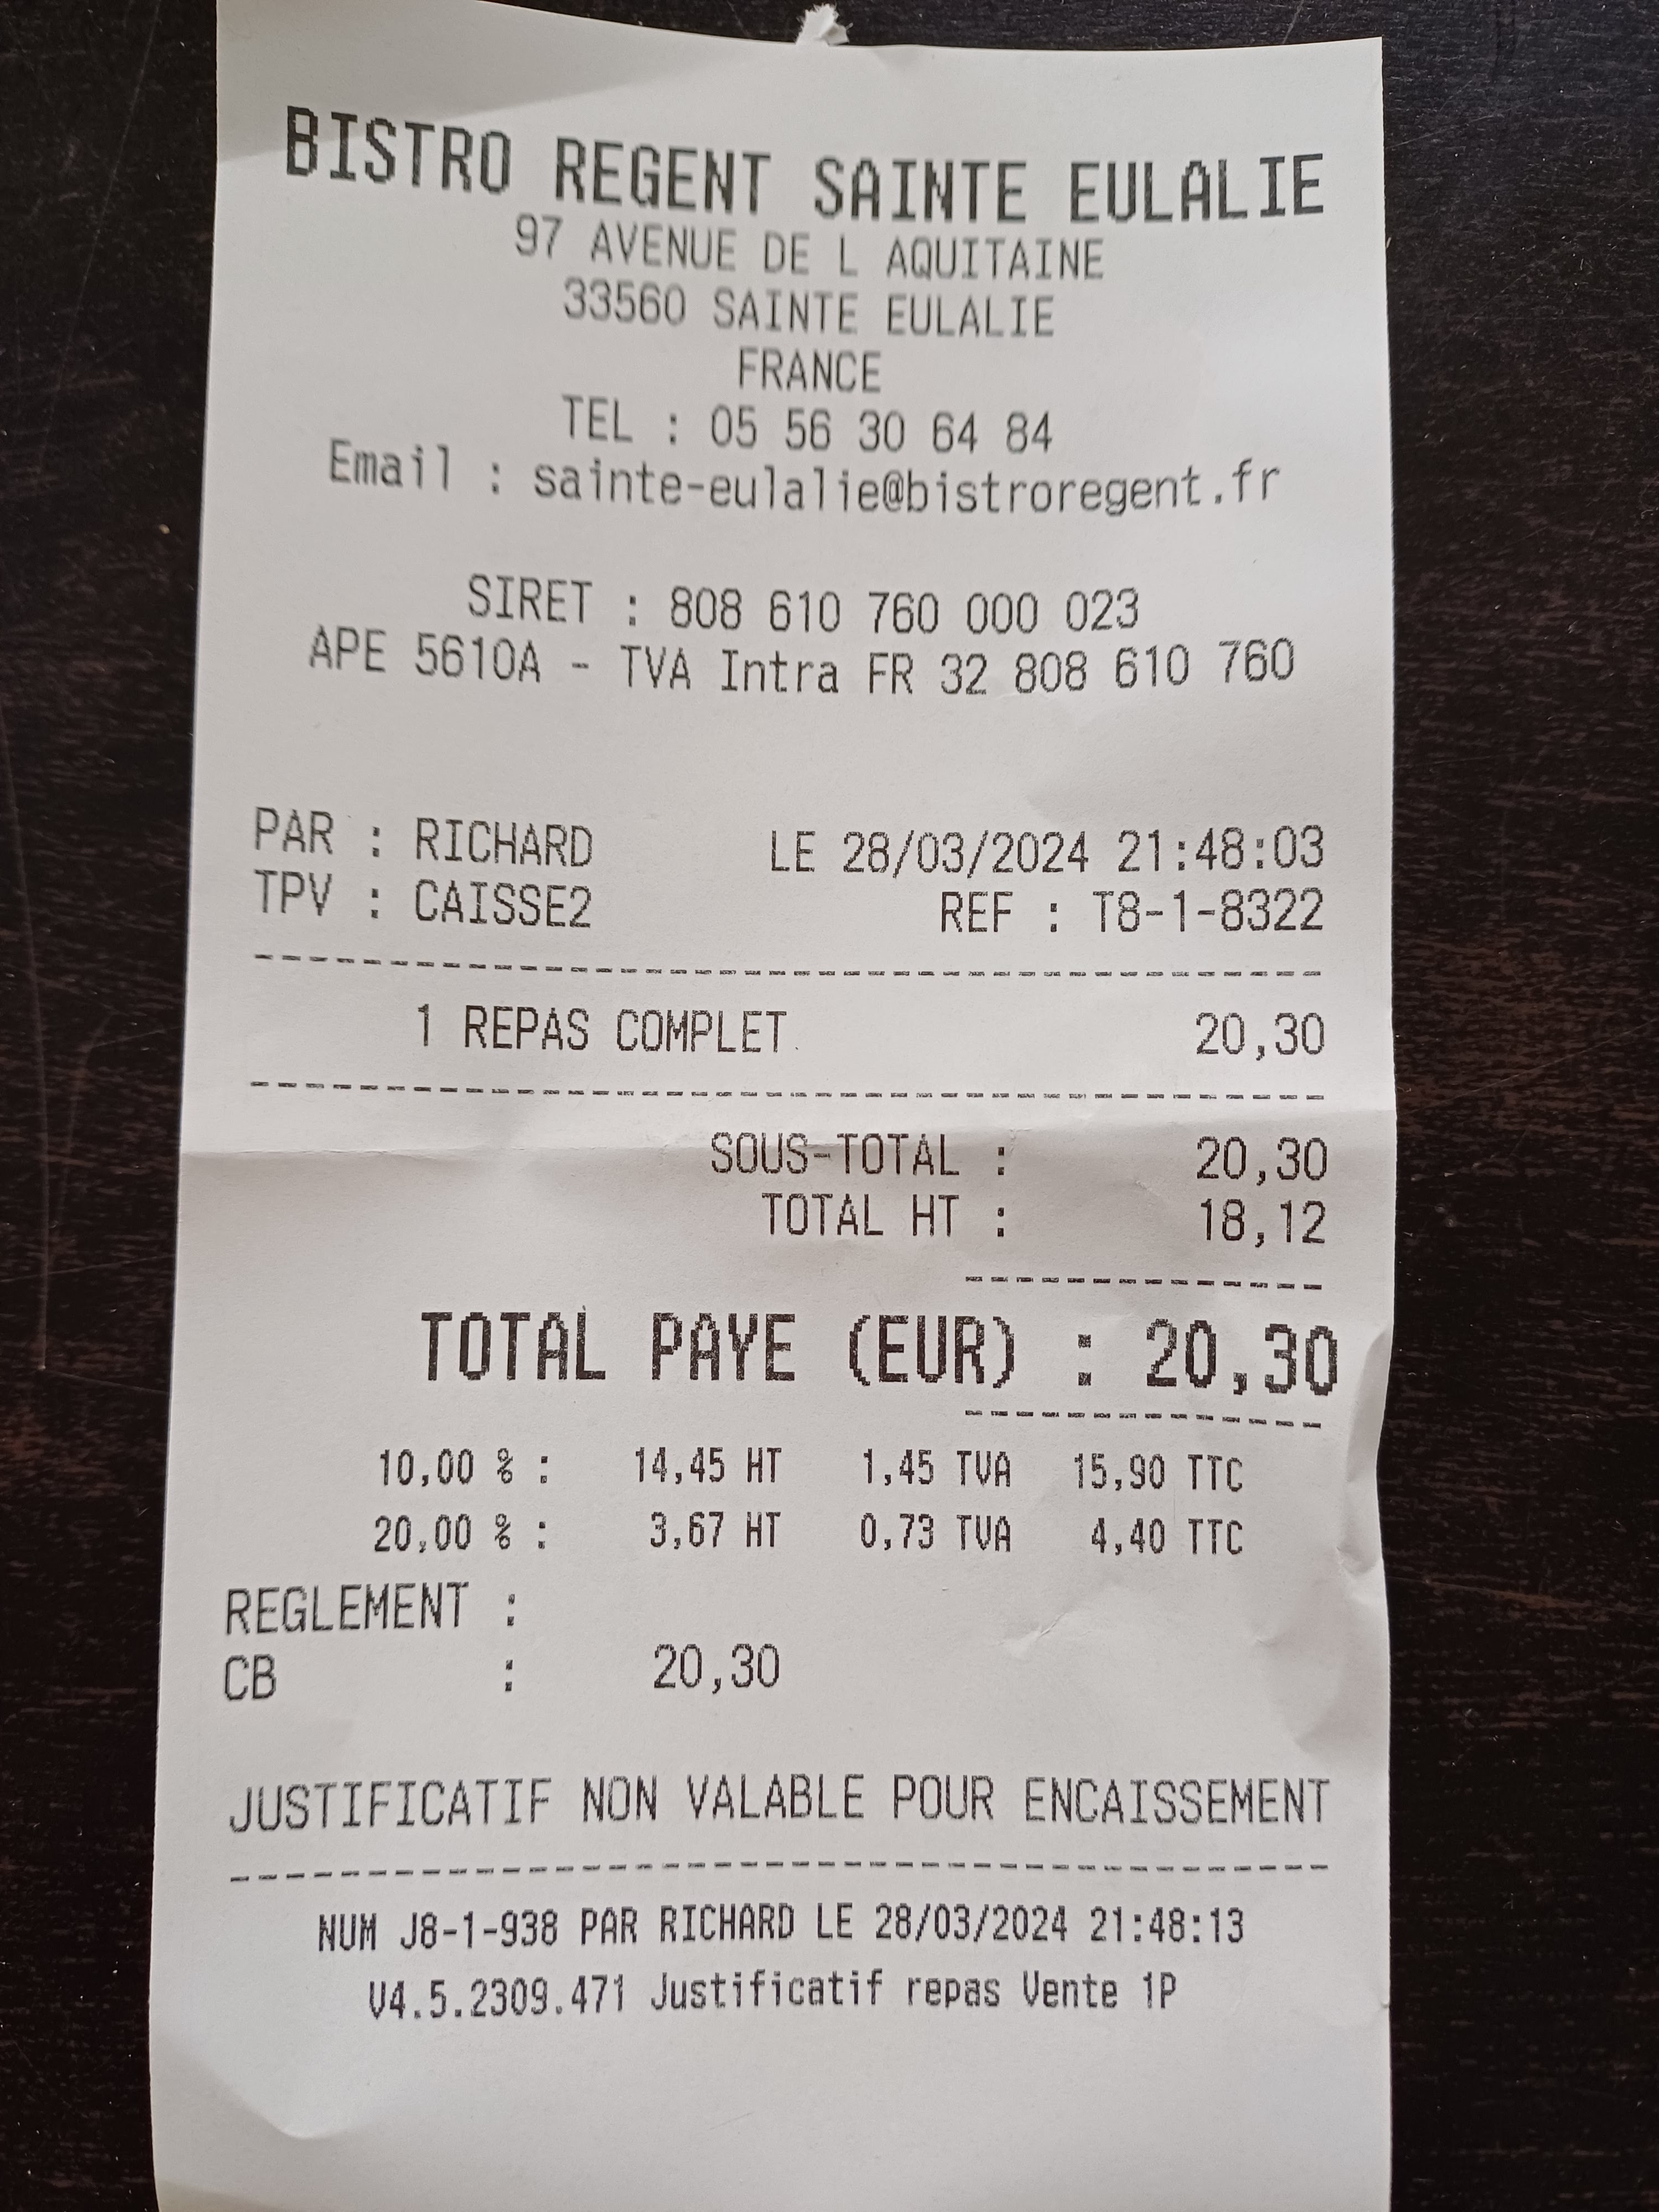 BISTRO REGENT SAINTE EULALIE
97 AVENUE DE L AQUITAINE
33560 SAINTE EULALIE
FRANCE
TEL : 05 56 30 64 84
Email : sainte-eulalie@bistroregent.fr
SIRET : 808 610 760 000 023
APE 5610A - TVA Intra FR 32 808 610 760
PAR : RICHARD LE 28/03/2024 21:48:03
TPV : CAISSE2 REF : T8-1-8322
1 REPAS COMPLET 20,30
SOUS-TOTAL : 20,30
TOTAL HT : 18,12
TOTAL PAYE (EUR) : 20,30
10,00 % : 14,45 HT 1,45 TVA 15,90 TTC
20,00 % : 3,67 HT 0,73 TVA 4,40 TTC
REGLEMENT :
CB : 20,30
JUSTIFICATIF NON VALABLE POUR ENCAISSEMENT
NUM J8-1-938 PAR RICHARD LE 28/03/2024 21:48:13
V4.5.2309.471 Justificatif repas Vente 1P